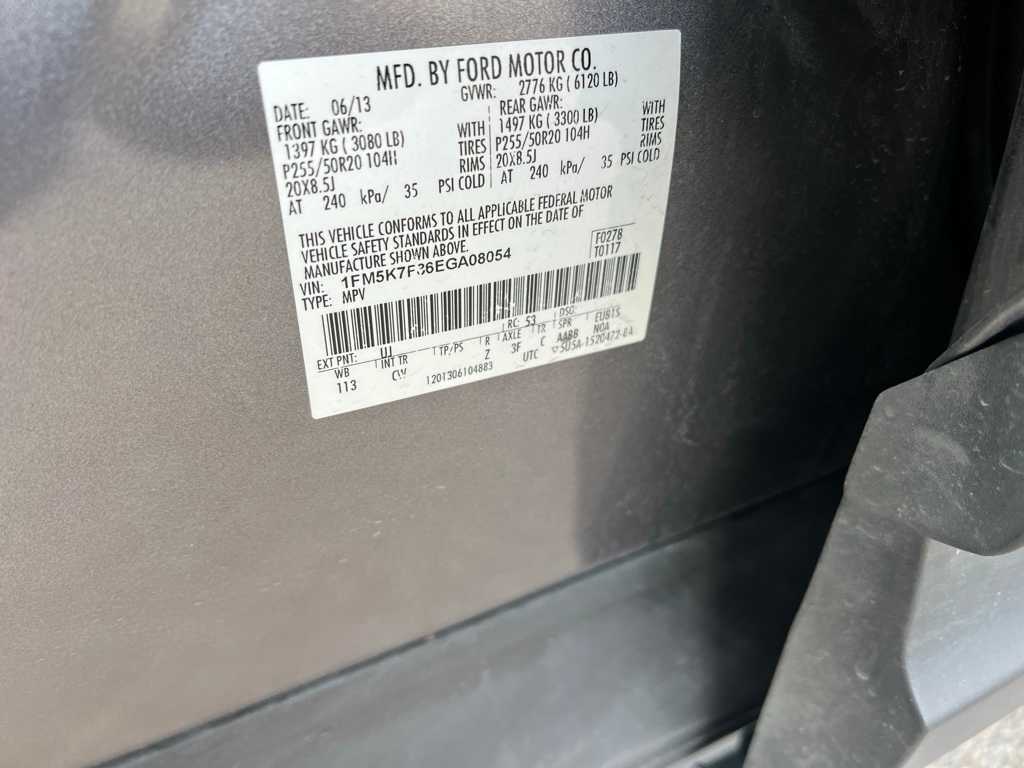 MFD. BY FORD MOTOR CO.
DATE: 06/13 GVWR: 2776 KG ( 6120 LB)
FRONT GAWR: REAR GAWR:
1397 KG ( 3080 LB) WITH 1497 KG ( 3300 LB) WITH
P255/50R20 104H TIRES P255/50R20 104H TIRES
20X8.5J RIMS 20X8.5J RIMS
AT 240 kPa/ 35 PSI COLD AT 240 kPa/ 35 PSI COLD
THIS VEHICLE CONFORMS TO ALL APPLICABLE FEDERAL MOTOR
VEHICLE SAFETY STANDARDS IN EFFECT ON THE DATE OF
MANUFACTURE SHOWN ABOVE.
F0278
VIN: 1FM5K7F86EGA08054 T0117
TYPE: MPV
RC: 53 DSO:
EXT PNT: UJ
WB INT TR TP/PS R AXLE TR SPR EUB15
113 CW Z 3F C AABB NOA
1201306104883 UTC